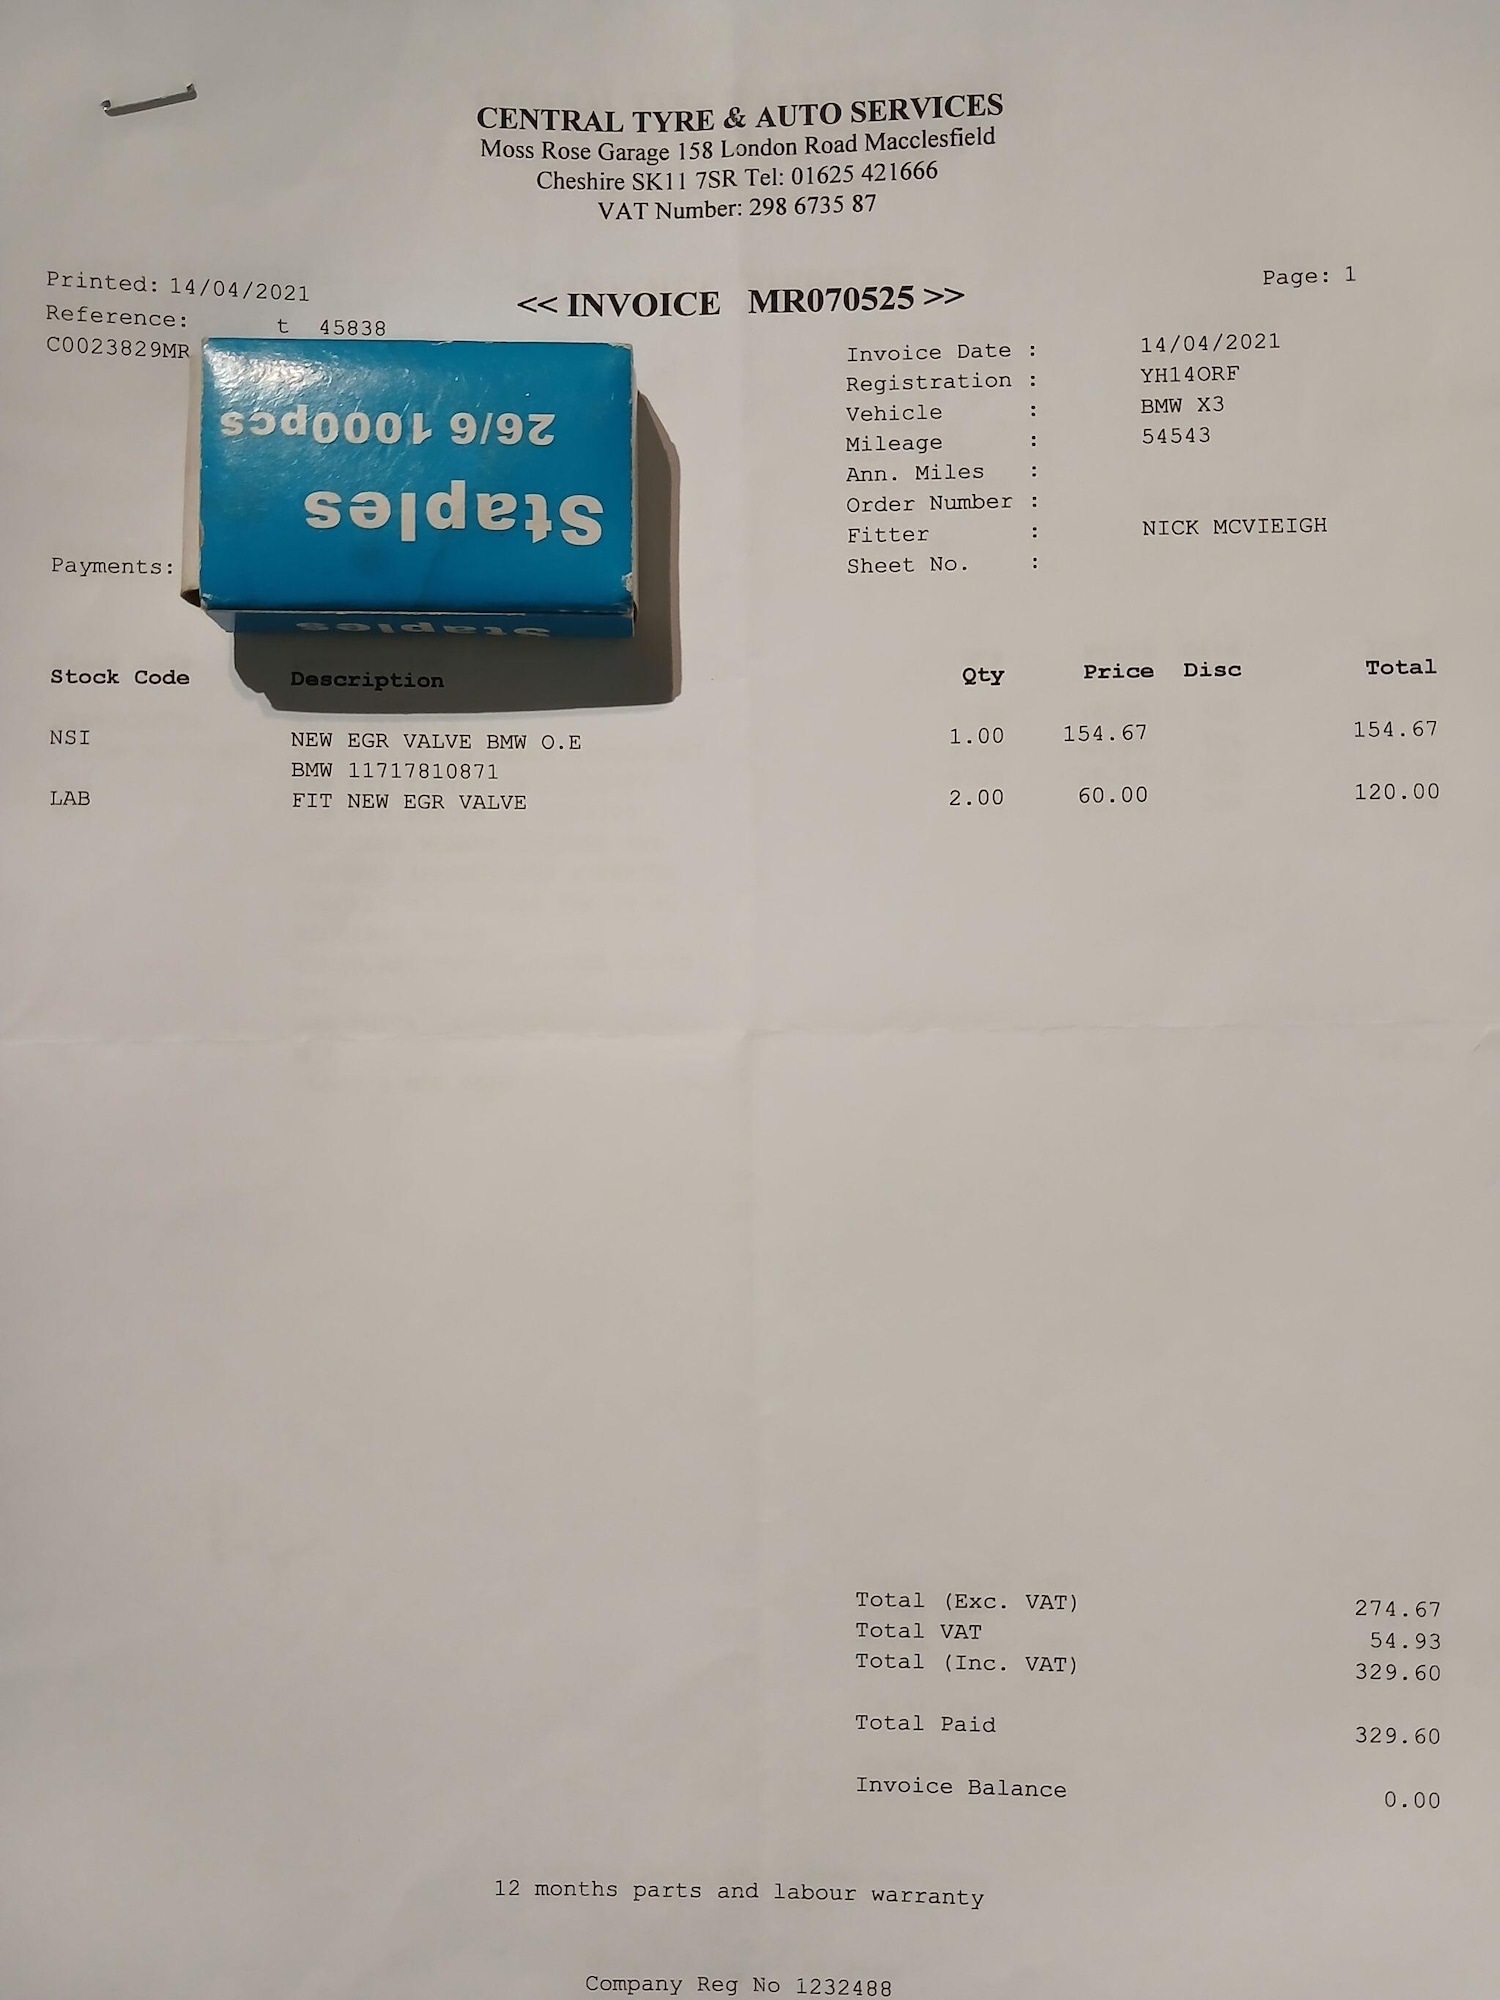 CENTRAL TYRE & AUTO SERVICES
Moss Rose Garage 158 London Road Macclesfield
Cheshire SK11 7SR Tel: 01625 421666
VAT Number: 298 6735 87
Printed: 14/04/2021
<< INVOICE MR070525 >>
Page: 1
Reference: t 45838
C0023829MR
26/6 1000pcs
Staples
Staples
Invoice Date : 14/04/2021
Registration : YH14ORF
Vehicle : BMW X3
Mileage : 54543
Ann. Miles :
Order Number :
Fitter : NICK MCVIEIGH
Sheet No. :
Payments:
Stock Code Description Qty Price Disc Total
NSI NEW EGR VALVE BMW O.E 1.00 154.67 154.67
BMW 11717810871
LAB FIT NEW EGR VALVE 2.00 60.00 120.00
Total (Exc. VAT) 274.67
Total VAT 54.93
Total (Inc. VAT) 329.60
Total Paid 329.60
Invoice Balance 0.00
12 months parts and labour warranty
Company Reg No 1232488